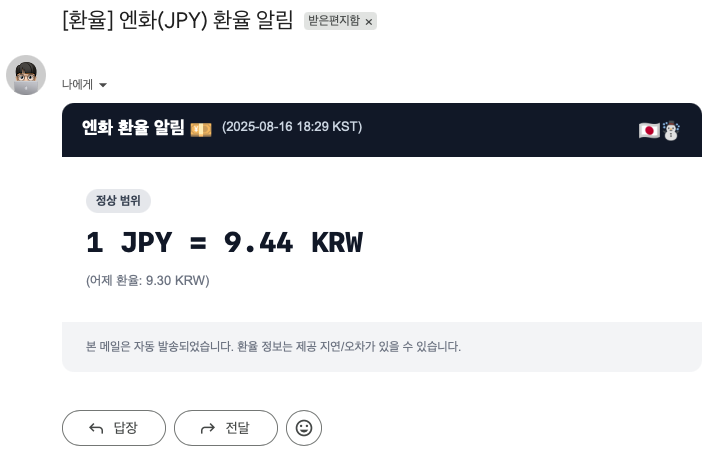 [환율] 엔화(JPY) 환율 알림 받은편지함 ×
나에게
엔화 환율 알림 (2025-08-16 18:29 KST)
정상 범위
1 JPY = 9.44 KRW
(어제 환율: 9.30 KRW)
본 메일은 자동 발송되었습니다. 환율 정보는 제공 지연/오차가 있을 수 있습니다.
답장 전달